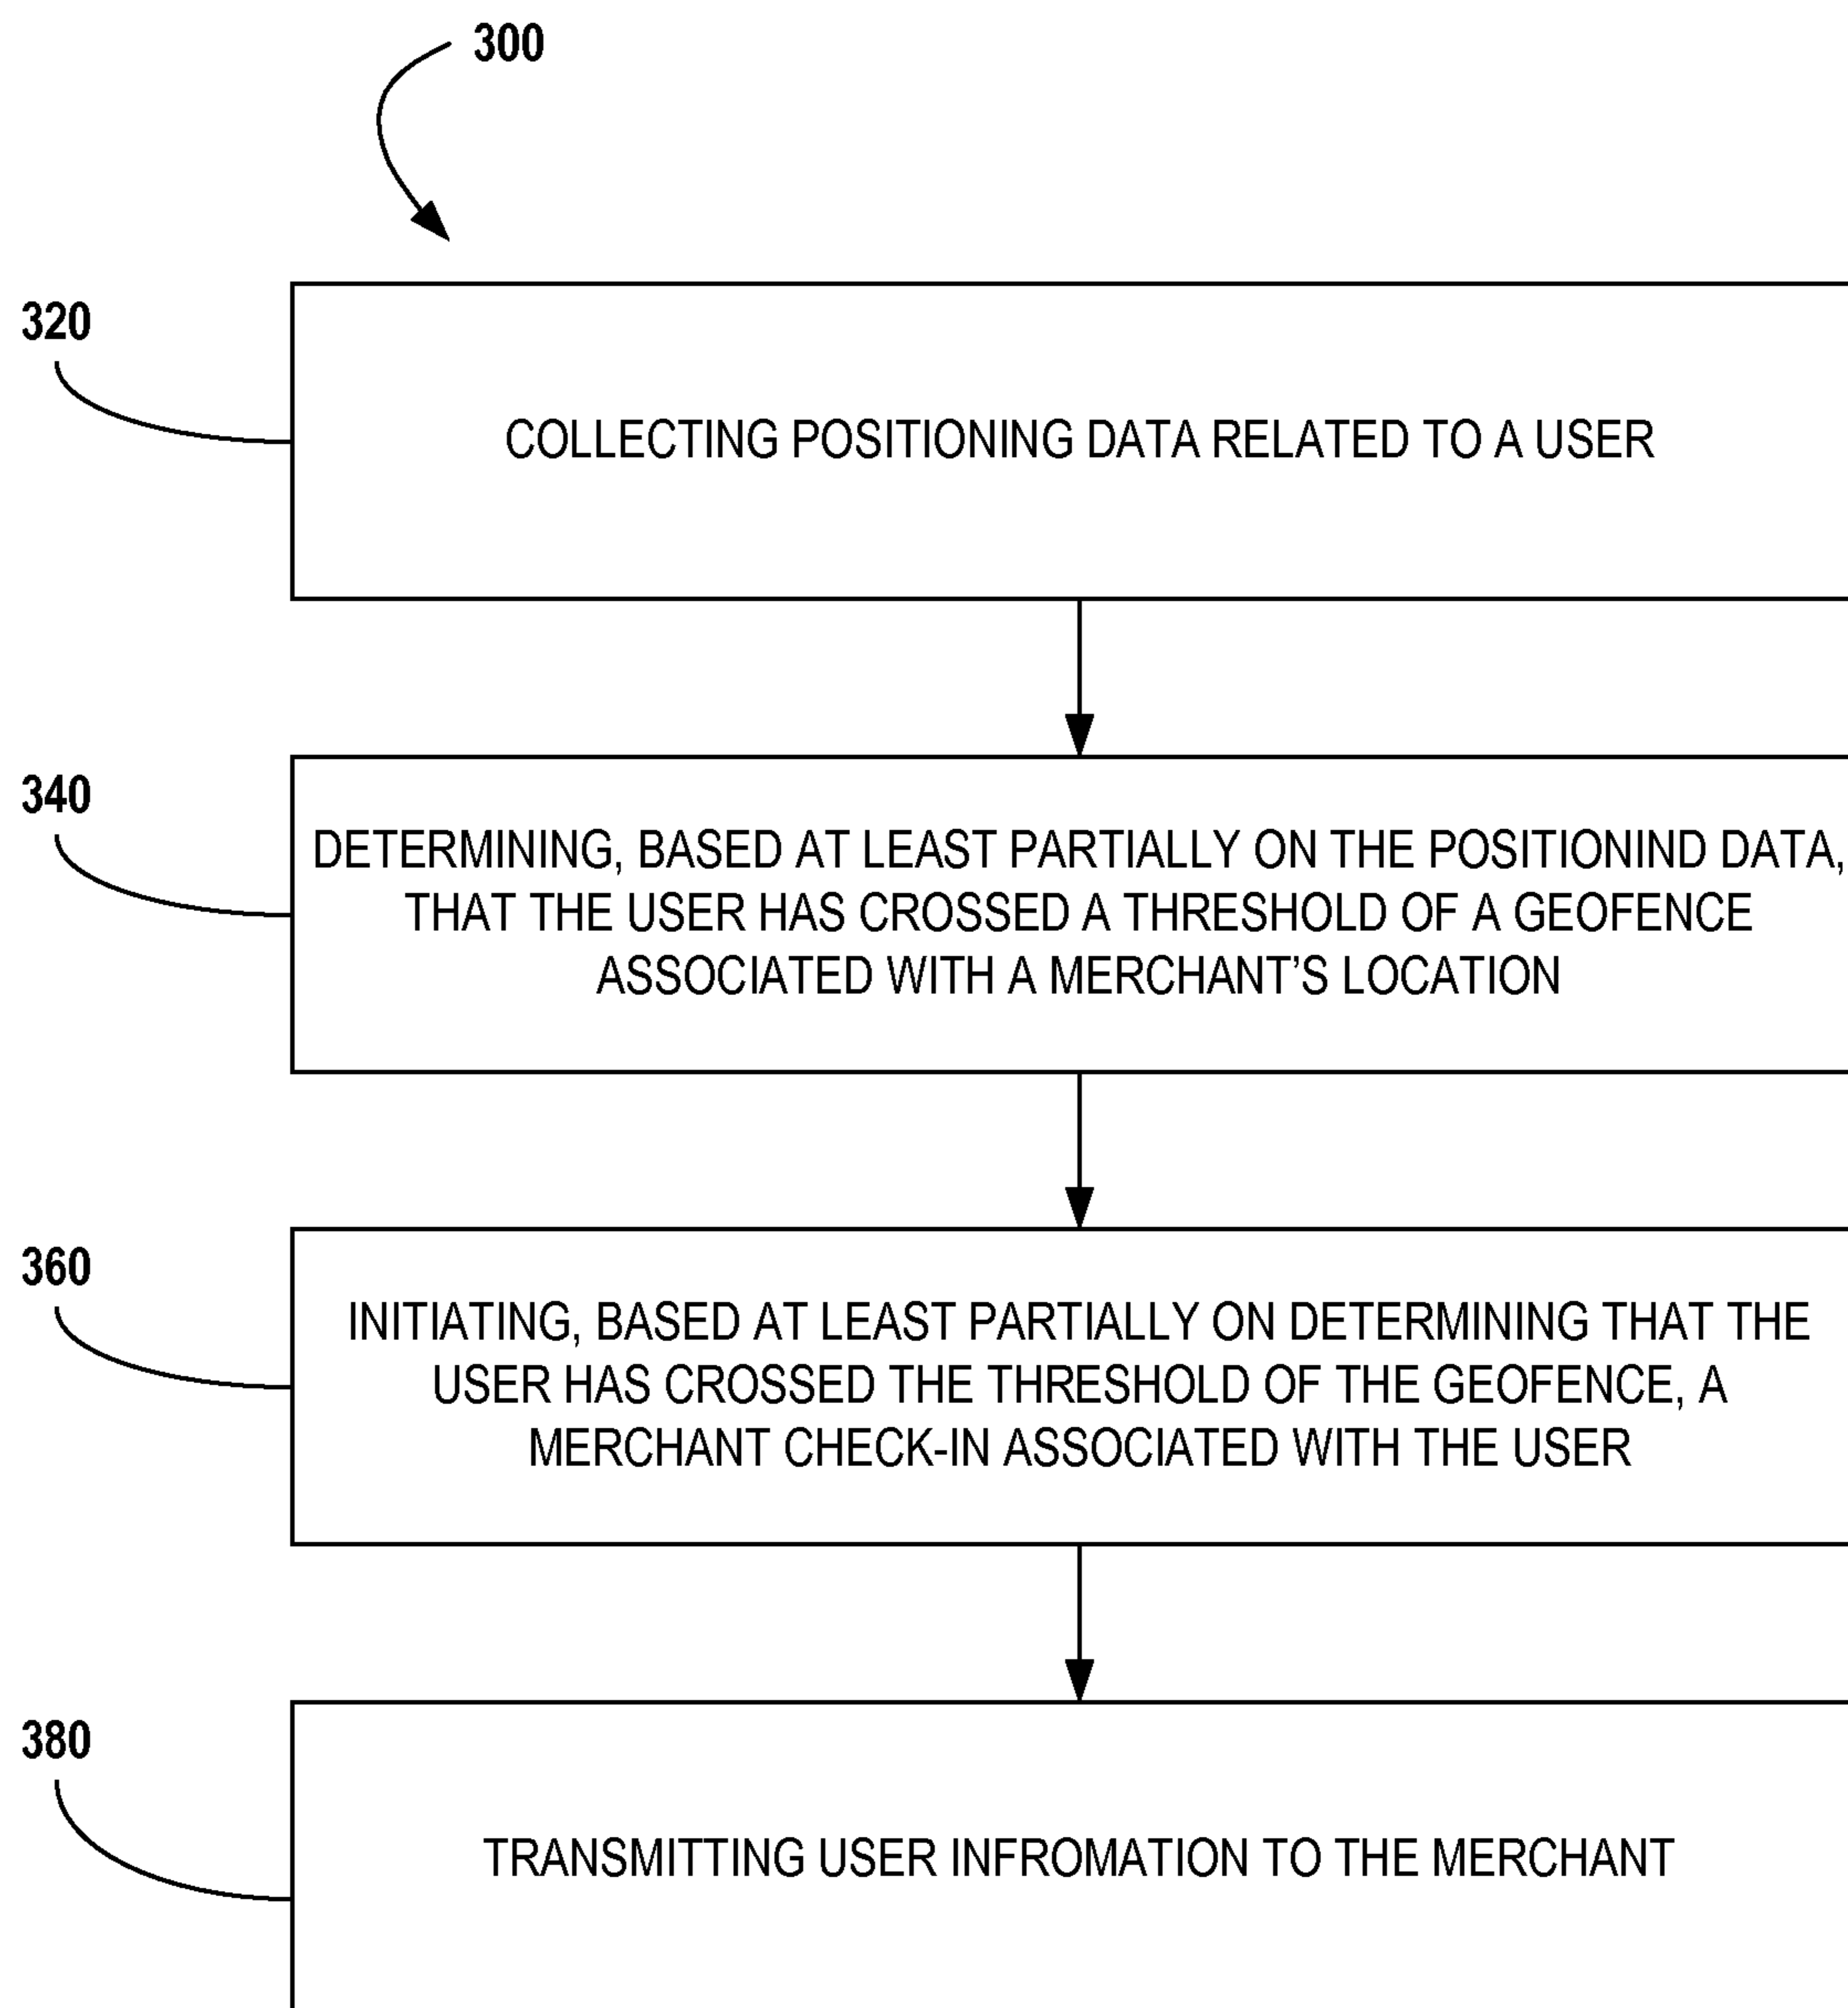 300
320
COLLECTING POSITIONING DATA RELATED TO A USER
340
DETERMINING, BASED AT LEAST PARTIALLY ON THE POSITIONIND DATA,
THAT THE USER HAS CROSSED A THRESHOLD OF A GEOFENCE
ASSOCIATED WITH A MERCHANT’S LOCATION
360
INITIATING, BASED AT LEAST PARTIALLY ON DETERMINING THAT THE
USER HAS CROSSED THE THRESHOLD OF THE GEOFENCE, A
MERCHANT CHECK-IN ASSOCIATED WITH THE USER
380
TRANSMITTING USER INFROMATION TO THE MERCHANT